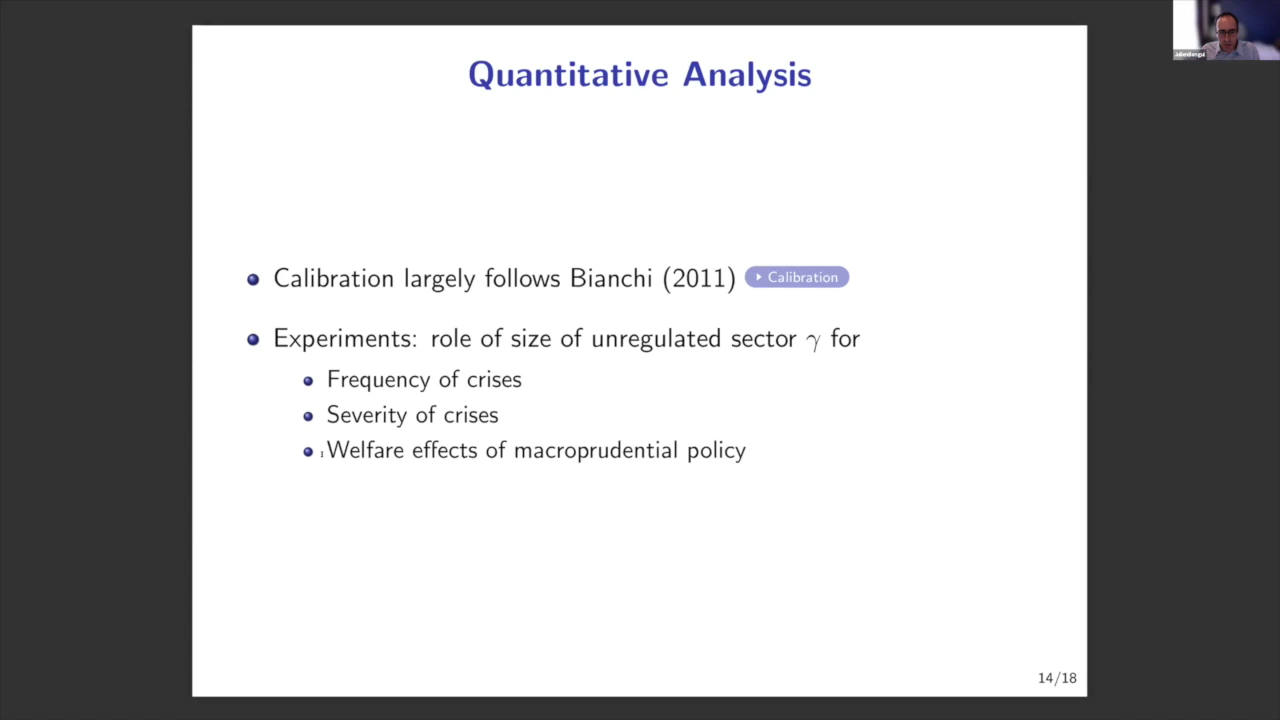 Quantitative Analysis
Calibration largely follows Bianchi (2011) Calibration
Experiments: role of size of unregulated sector γ for
Frequency of crises
Severity of crises
Welfare effects of macroprudential policy
14/18